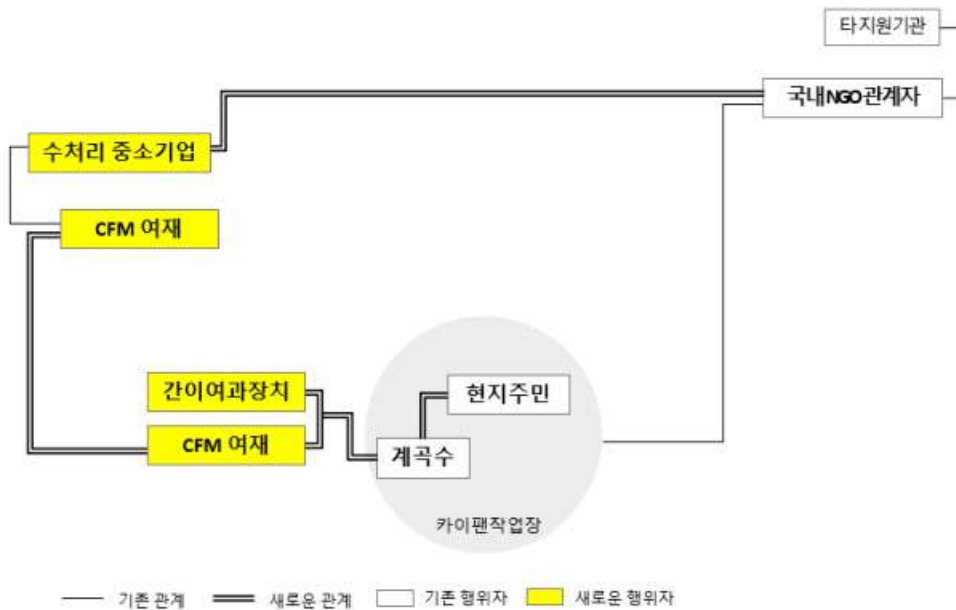 타지원기관
국내NGO관계자
수처리 중소기업
CFM 여재
간이여과장치
현지주민
CFM 여재
계곡수
카이팬작업장
기존 관계 새로운 관계 기존 행위자 새로운 행위자